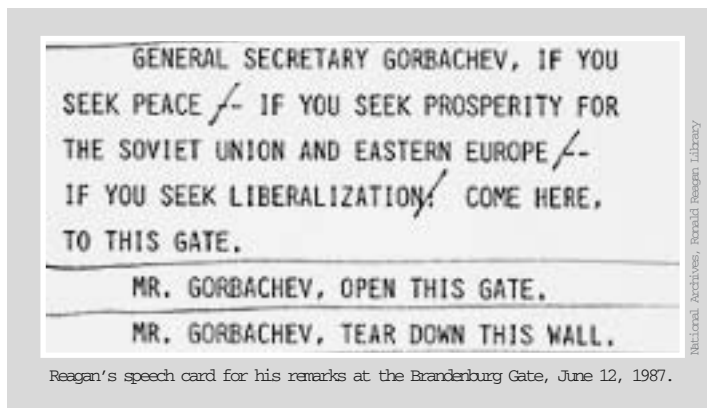 GENERAL SECRETARY GORBACHEV, IF YOU
SEEK PEACE -- IF YOU SEEK PROSPERITY FOR
THE SOVIET UNION AND EASTERN EUROPE --
IF YOU SEEK LIBERALIZATION: COME HERE,
TO THIS GATE.
MR. GORBACHEV, OPEN THIS GATE.
MR. GORBACHEV, TEAR DOWN THIS WALL.
National Archives, Ronald Reagan Library
Reagan's speech card for his remarks at the Brandenburg Gate, June 12, 1987.